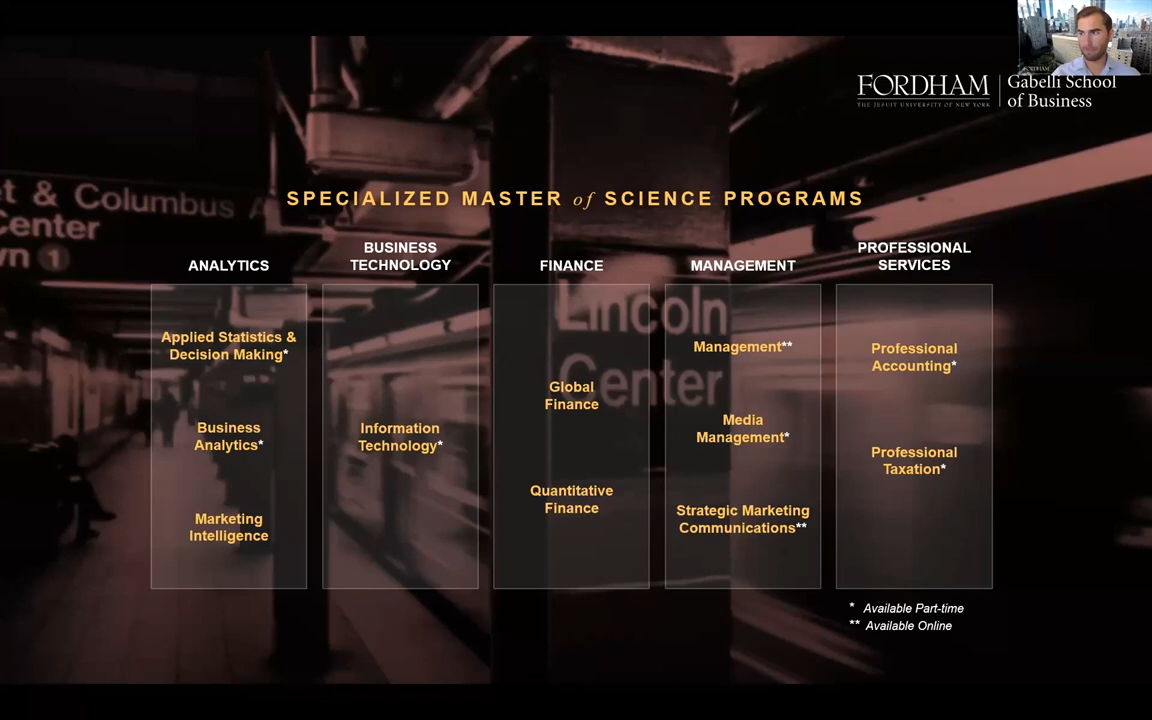 FORDHAM
THE JESUIT UNIVERSITY OF NEW YORK
Gabelli School
of Business
t & Columbus A
Center
n 1
SPECIALIZED MASTER of SCIENCE PROGRAMS
ANALYTICS
Applied Statistics &
Decision Making*
Business
Analytics*
Marketing
Intelligence
BUSINESS
TECHNOLOGY
Information
Technology*
FINANCE
Global
Finance
Quantitative
Finance
MANAGEMENT
Management**
Media
Management*
Strategic Marketing
Communications**
PROFESSIONAL
SERVICES
Professional
Accounting*
Professional
Taxation*
Lincoln
Center
* Available Part-time
** Available Online
FORDHAM